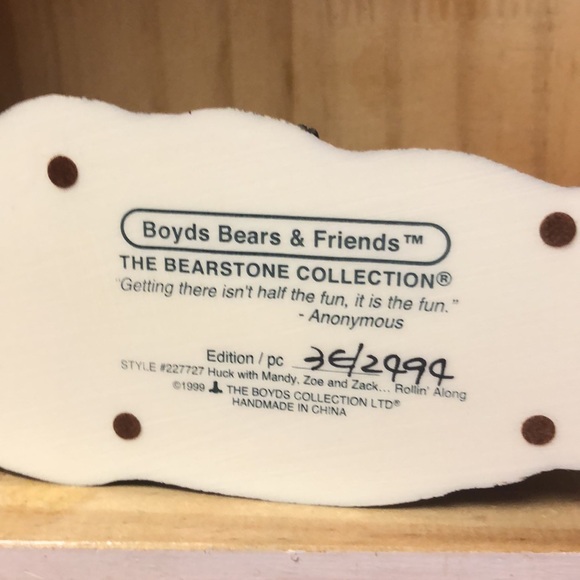 Boyds Bears & Friends™
THE BEARSTONE COLLECTION®
"Getting there isn't half the fun, it is the fun."
- Anonymous
Edition / pc 3E/2494
STYLE #227727 Huck with Mandy, Zoe and Zack... Rollin' Along
©1999 THE BOYDS COLLECTION LTD®
HANDMADE IN CHINA